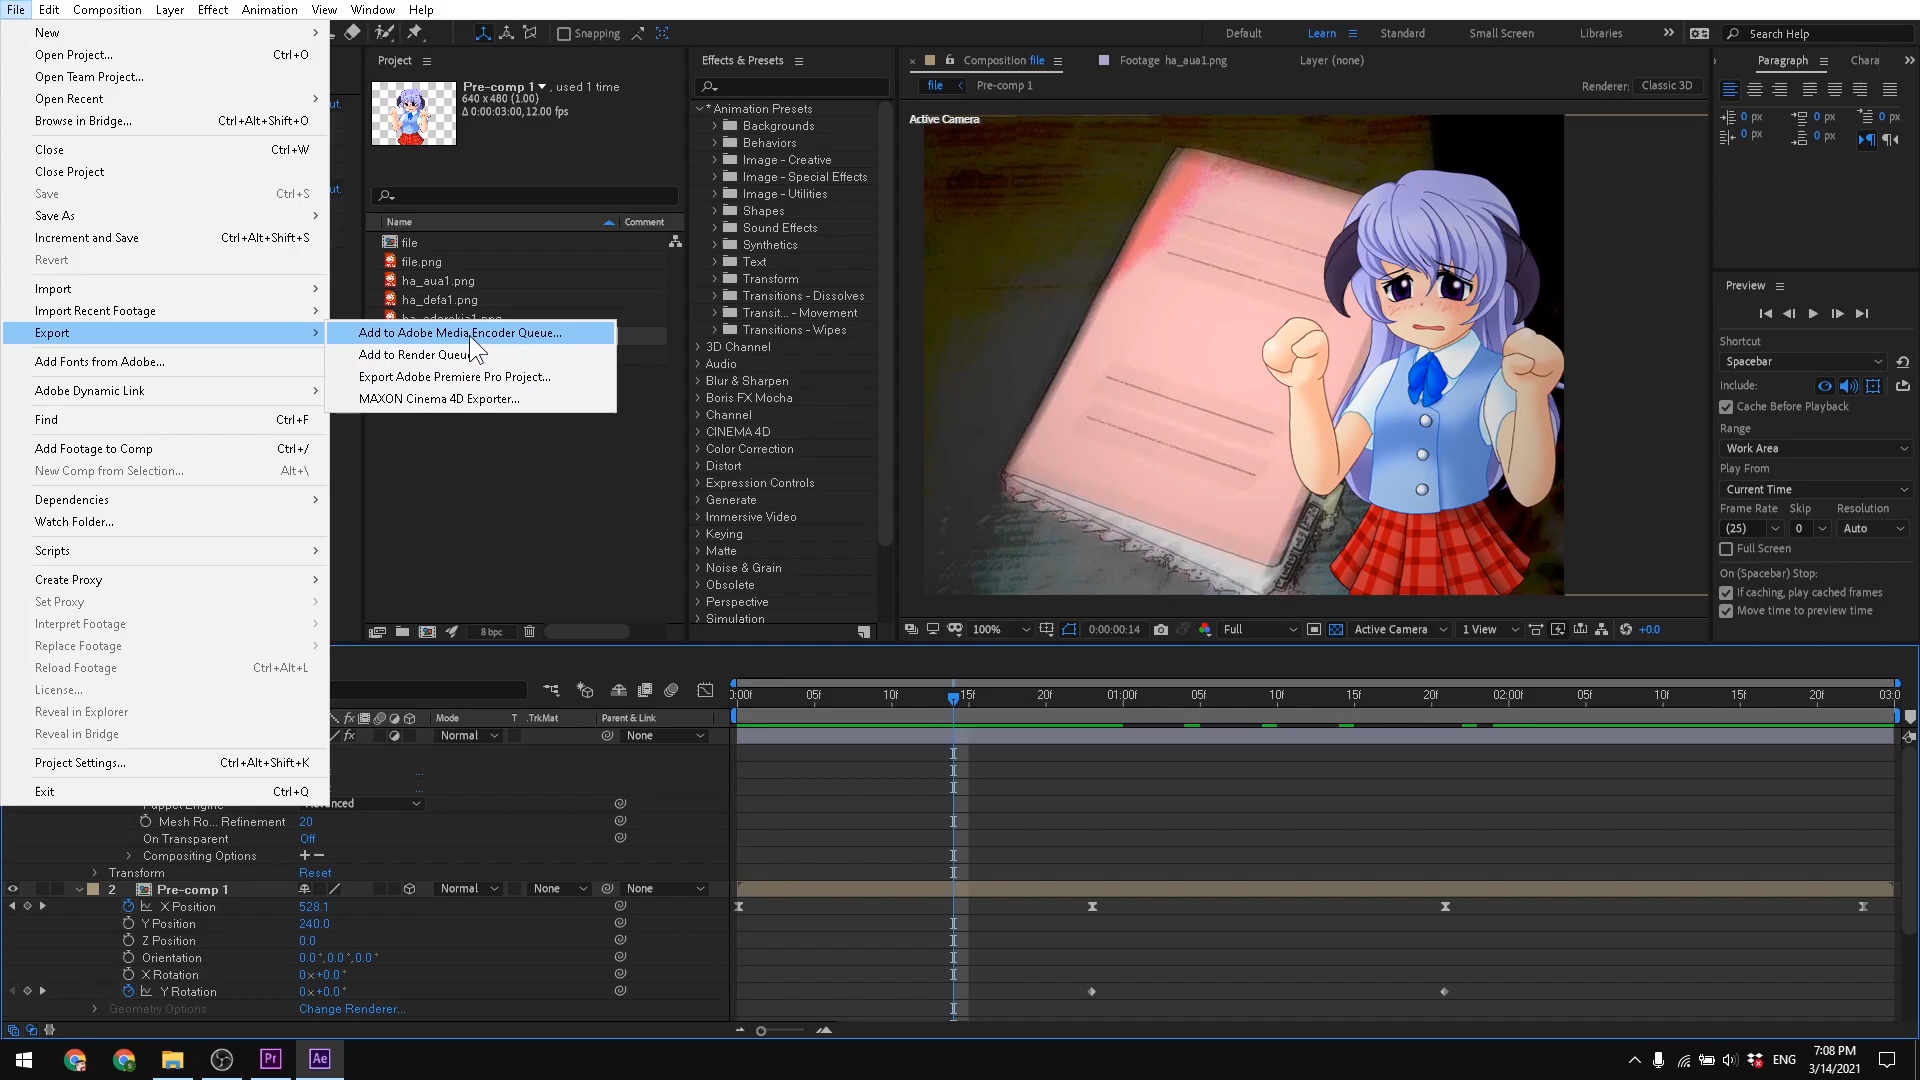 File Edit Composition Layer Effect Animation View Window Help
New
Open Project... Ctrl+O
Open Team Project...
Open Recent
Browse in Bridge... Ctrl+Alt+Shift+O
Close Ctrl+W
Close Project
Save Ctrl+S
Save As
Increment and Save Ctrl+Alt+Shift+S
Revert
Import
Import Recent Footage
Export
Add Fonts from Adobe...
Adobe Dynamic Link
Find Ctrl+F
Add Footage to Comp Ctrl+/
New Comp from Selection... Alt+\
Dependencies
Watch Folder...
Scripts
Create Proxy
Set Proxy
Interpret Footage
Replace Footage
Reload Footage Ctrl+Alt+L
License...
Reveal in Explorer
Reveal in Bridge
Project Settings... Ctrl+Alt+Shift+K
Exit Ctrl+Q
Add to Adobe Media Encoder Queue...
Add to Render Queue
Export Adobe Premiere Pro Project...
MAXON Cinema 4D Exporter...
Snapping
Default Learn Standard Small Screen Libraries
Search Help
Project
Pre-comp 1 , used 1 time
640 x 480 (1.00)
Δ 0:00:03:00, 12.00 fps
Name Comment
file
file.png
ha_aua1.png
ha_defa1.png
8 bpc
Effects & Presets
* Animation Presets
Backgrounds
Behaviors
Image - Creative
Image - Special Effects
Image - Utilities
Shapes
Sound Effects
Synthetics
Text
Transform
Transitions - Dissolves
Transit... - Movement
Transitions - Wipes
3D Channel
Audio
Blur & Sharpen
Boris FX Mocha
Channel
CINEMA 4D
Color Correction
Distort
Expression Controls
Generate
Immersive Video
Keying
Matte
Noise & Grain
Obsolete
Perspective
Simulation
Composition file Footage ha_aua1.png Layer (none)
file Pre-comp 1 Renderer: Classic 3D
Active Camera
100% 0:00:00:14 Full Active Camera 1 View +0.0
Paragraph Chara
0 px 0 px 0 px
0 px 0 px
Preview
Shortcut
Spacebar
Include:
Cache Before Playback
Range
Work Area
Play From
Current Time
Frame Rate Skip Resolution
(25) 0 Auto
Full Screen
On (Spacebar) Stop:
If caching, play cached frames
Move time to preview time
0:00f 05f 10f 15f 20f 01:00f 05f 10f 15f 20f 02:00f 05f 10f 15f 20f 03:0
Mode T .TrkMat Parent & Link
Normal None
Mesh Ro... Refinement 20
On Transparent Off
Compositing Options
Transform Reset
2 Pre-comp 1 Normal None None
X Position 528.1
Y Position 240.0
Z Position 0.0
Orientation 0.0°,0.0°,0.0°
X Rotation 0x+0.0°
Y Rotation 0x+0.0°
Geometry Options Change Renderer...
Pr Ae
ENG 7:08 PM
3/14/2021